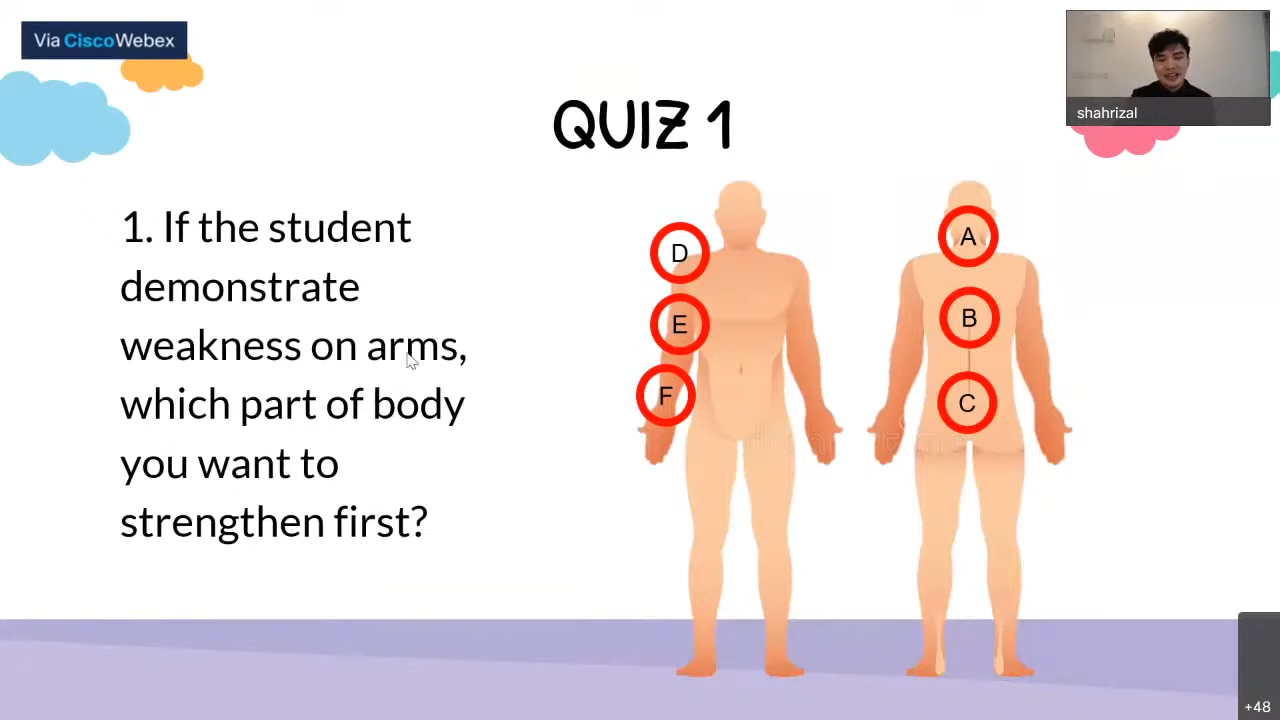 Via CiscoWebex
shahrizal
QUIZ 1
1. If the student
demonstrate
weakness on arms,
which part of body
you want to
strengthen first?
D
E
F
A
B
C
+48